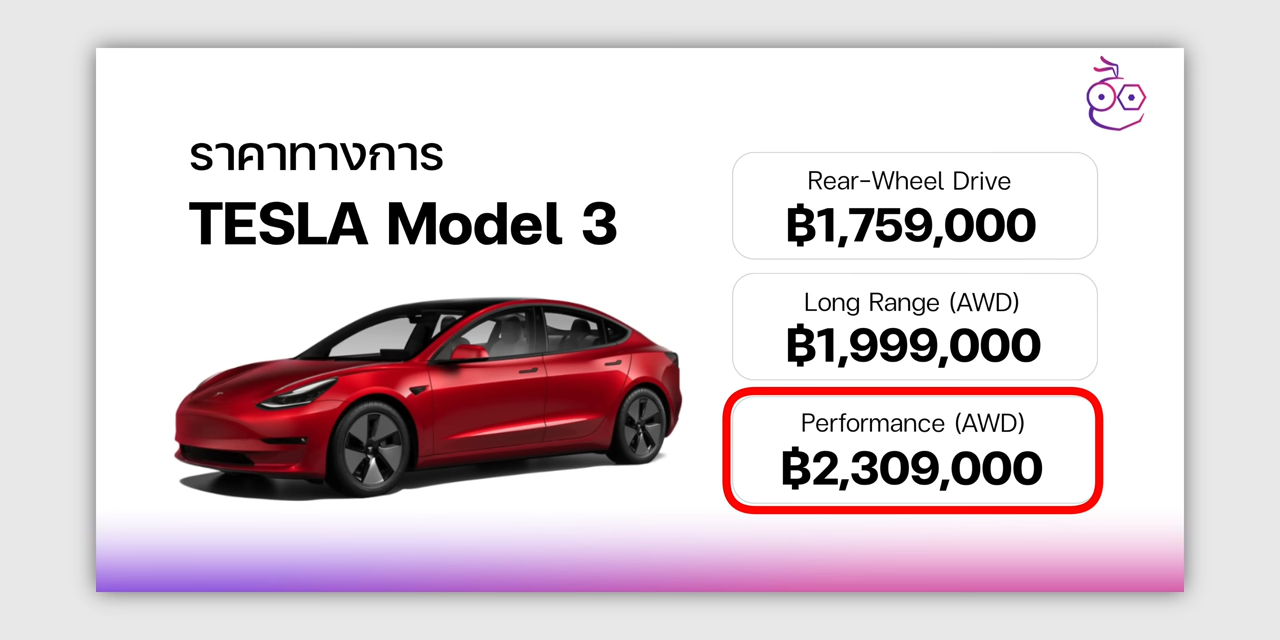 ราคาทางการ
TESLA Model 3
Rear-Wheel Drive
฿1,759,000
Long Range (AWD)
฿1,999,000
Performance (AWD)
฿2,309,000